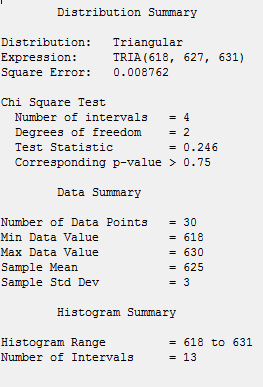 Distribution Summary
Distribution: Triangular
Expression: TRIA(618, 627, 631)
Square Error: 0.008762
Chi Square Test
Number of intervals = 4
Degrees of freedom = 2
Test Statistic = 0.246
Corresponding p-value > 0.75
Data Summary
Number of Data Points = 30
Min Data Value = 618
Max Data Value = 630
Sample Mean = 625
Sample Std Dev = 3
Histogram Summary
Histogram Range = 618 to 631
Number of Intervals = 13